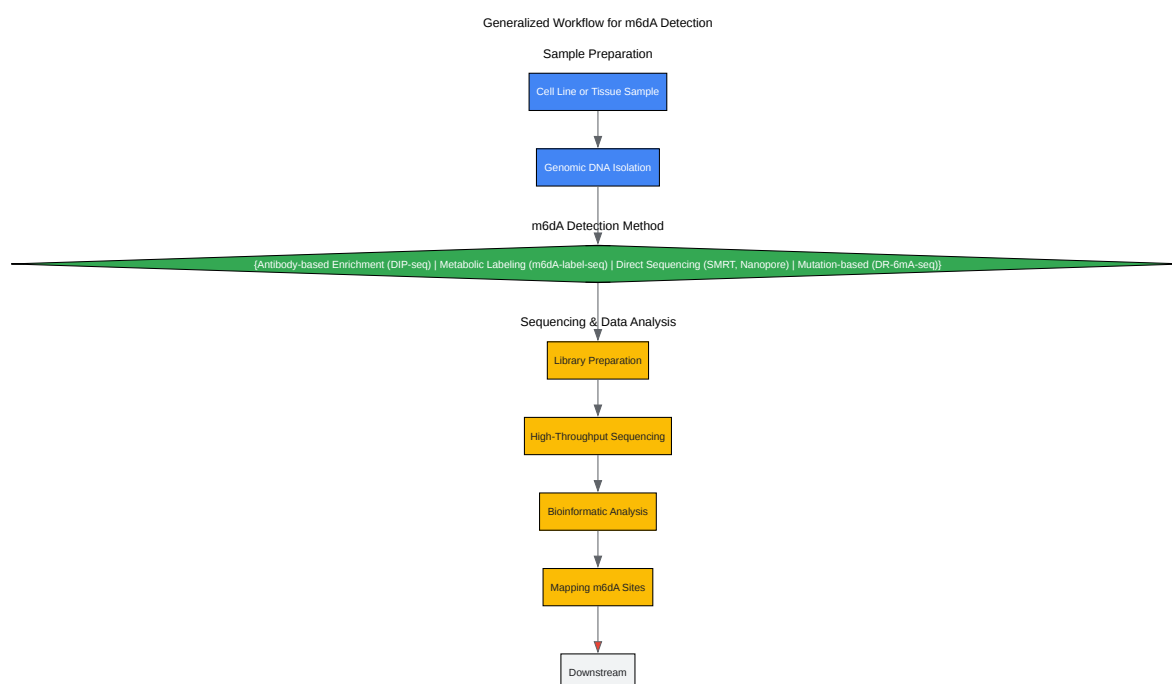 Generalized Workflow for m6dA Detection
Sample Preparation
Cell Line or Tissue Sample
Genomic DNA Isolation
m6dA Detection Method
{Antibody-based Enrichment (DIP-seq) | Metabolic Labeling (m6dA-label-seq) | Direct Sequencing (SMRT, Nanopore) | Mutation-based (DR-6mA-seq)}
Sequencing & Data Analysis
Library Preparation
High-Throughput Sequencing
Bioinformatic Analysis
Mapping m6dA Sites
Downstream